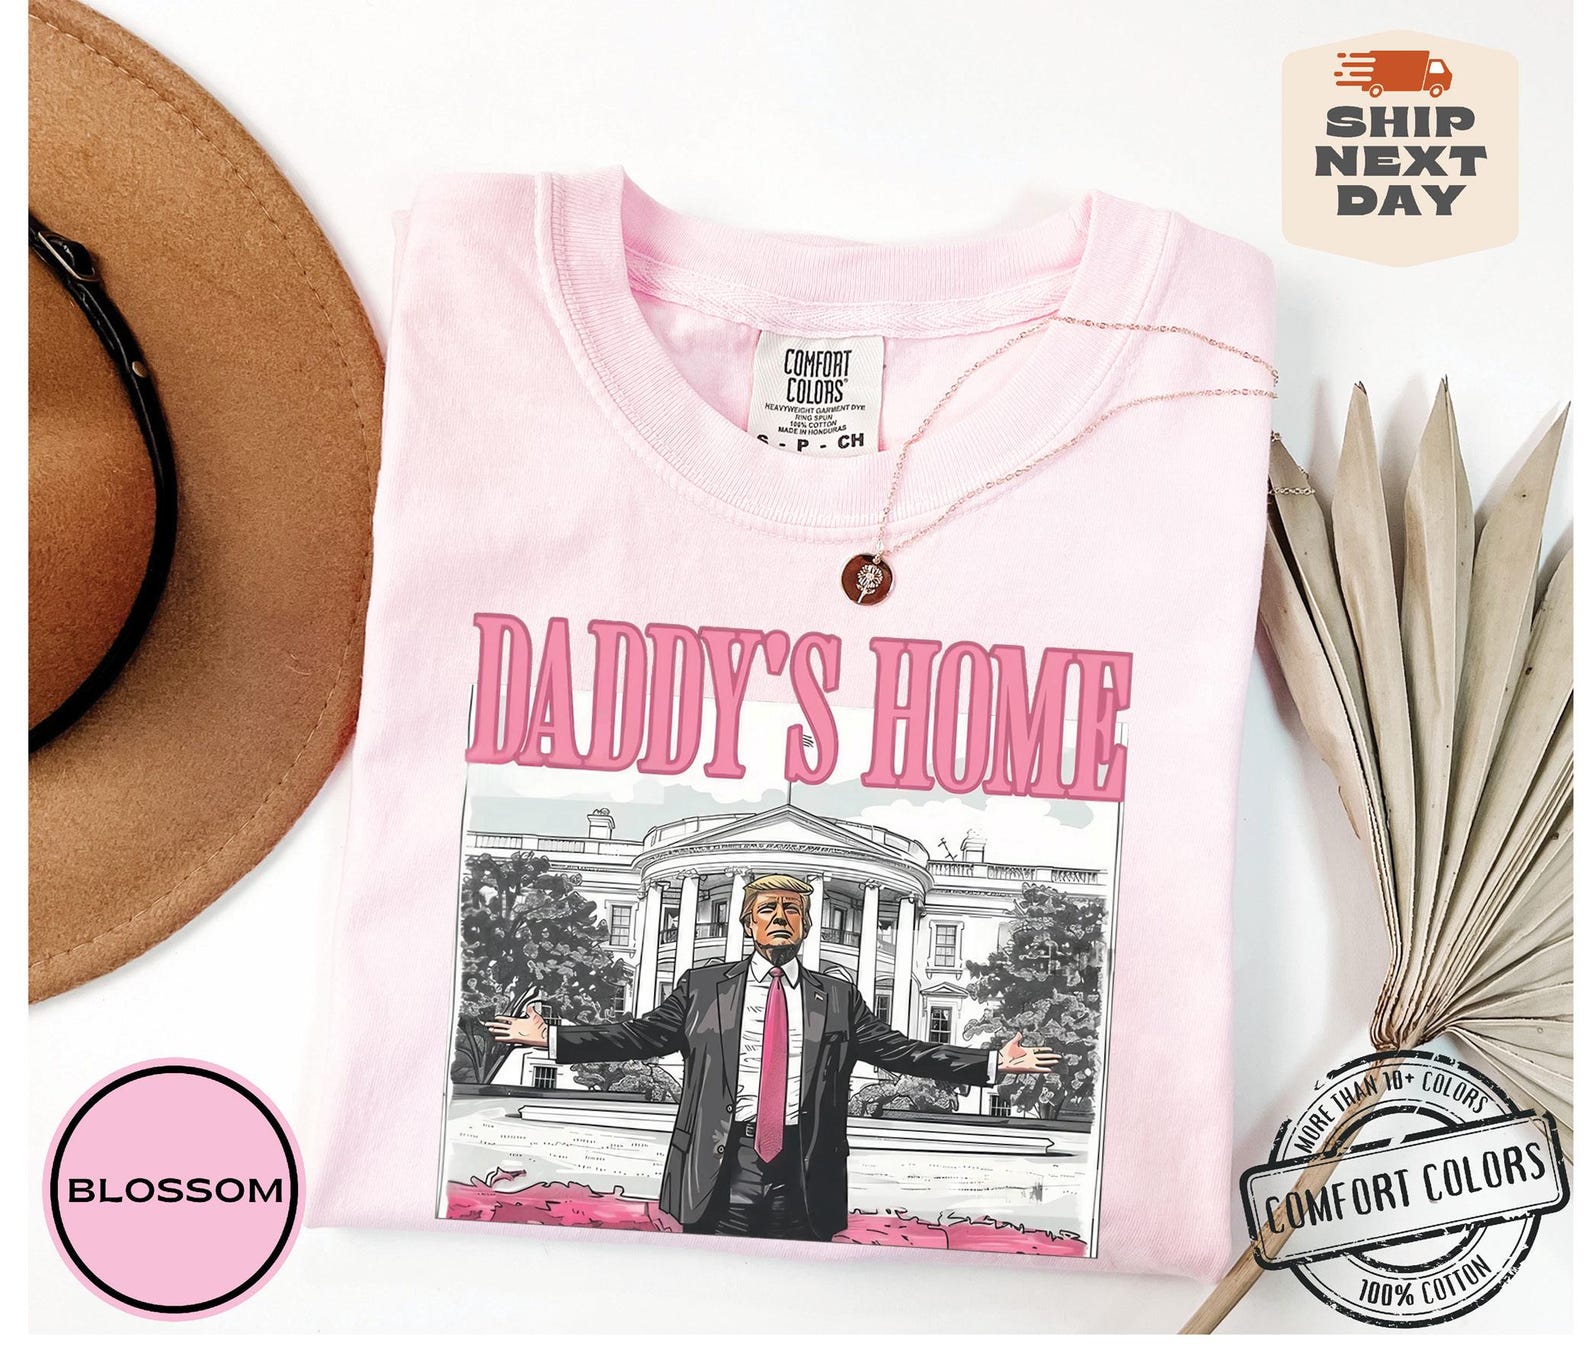 SHIP
NEXT
DAY
COMFORT
COLORS®
HEAVYWEIGHT GARMENT DYE
RING SPUN
100% COTTON
MADE IN HONDURAS
S - P - CH
DADDY'S HOME
BLOSSOM
MORE THAN 10+ COLORS
COMFORT COLORS
100% COTTON